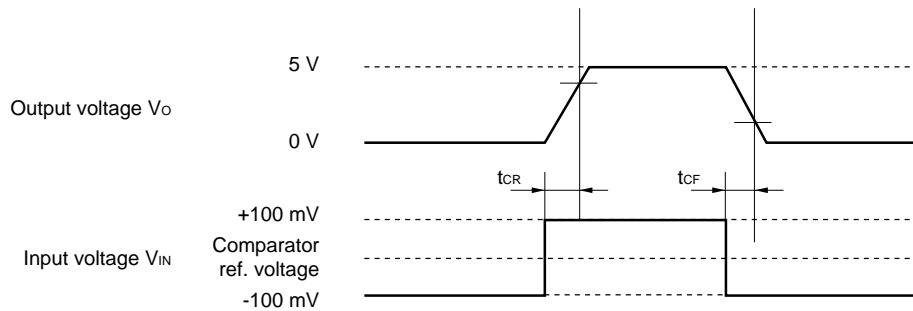 5 V
Output voltage VO
0 V
tCR
tCF
+100 mV
Input voltage VIN
Comparator
ref. voltage
-100 mV